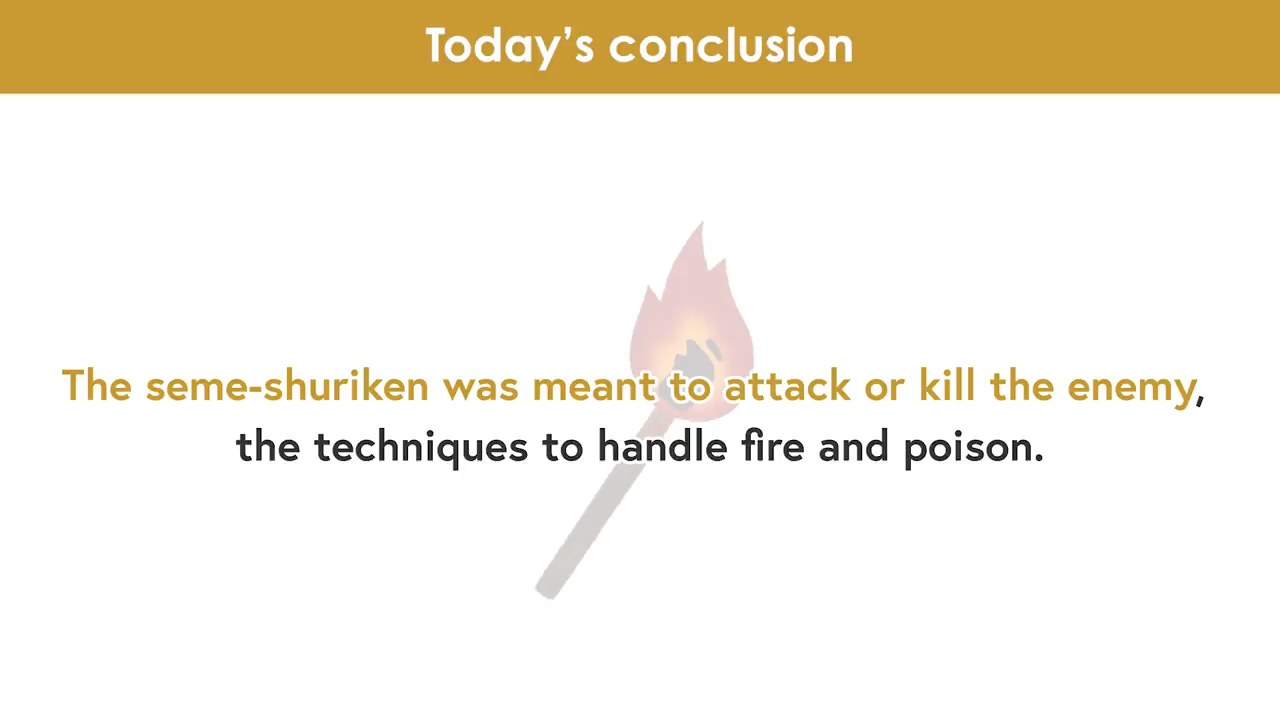 Today’s conclusion
The seme-shuriken was meant to attack or kill the enemy,
the techniques to handle fire and poison.